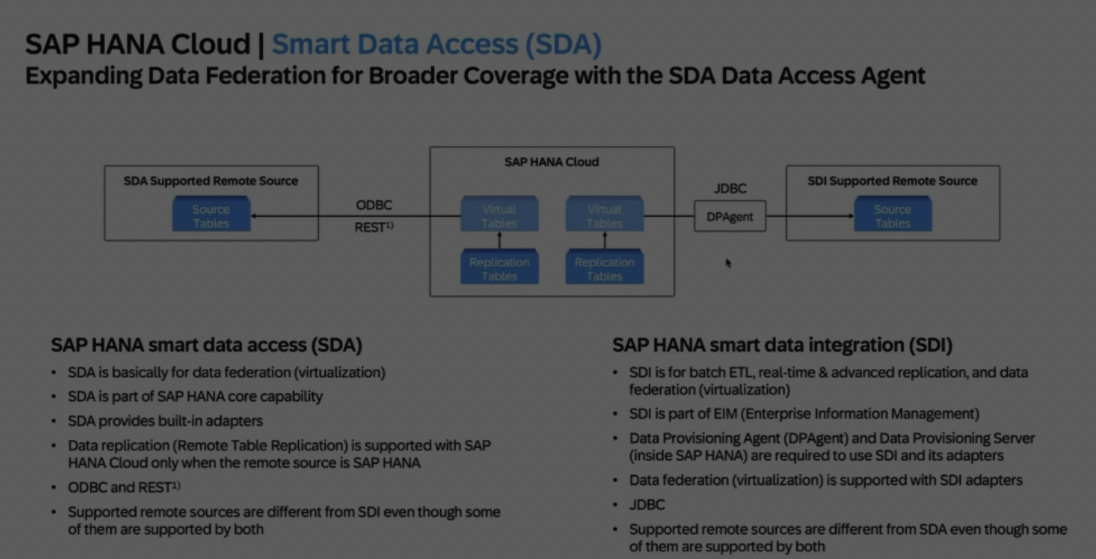 SAP HANA Cloud | Smart Data Access (SDA)
Expanding Data Federation for Broader Coverage with the SDA Data Access Agent
SDA Supported Remote Source
Source
Tables
ODBC
REST¹⁾
SAP HANA Cloud
Virtual
Tables
Virtual
Tables
Replication
Tables
Replication
Tables
JDBC
DPAgent
SDI Supported Remote Source
Source
Tables
SAP HANA smart data access (SDA)
• SDA is basically for data federation (virtualization)
• SDA is part of SAP HANA core capability
• SDA provides built-in adapters
• Data replication (Remote Table Replication) is supported with SAP
HANA Cloud only when the remote source is SAP HANA
• ODBC and REST¹⁾
• Supported remote sources are different from SDI even though some
of them are supported by both
SAP HANA smart data integration (SDI)
• SDI is for batch ETL, real-time & advanced replication, and data
federation (virtualization)
• SDI is part of EIM (Enterprise Information Management)
• Data Provisioning Agent (DPAgent) and Data Provisioning Server
(inside SAP HANA) are required to use SDI and its adapters
• Data federation (virtualization) is supported with SDI adapters
• JDBC
• Supported remote sources are different from SDA even though some
of them are supported by both